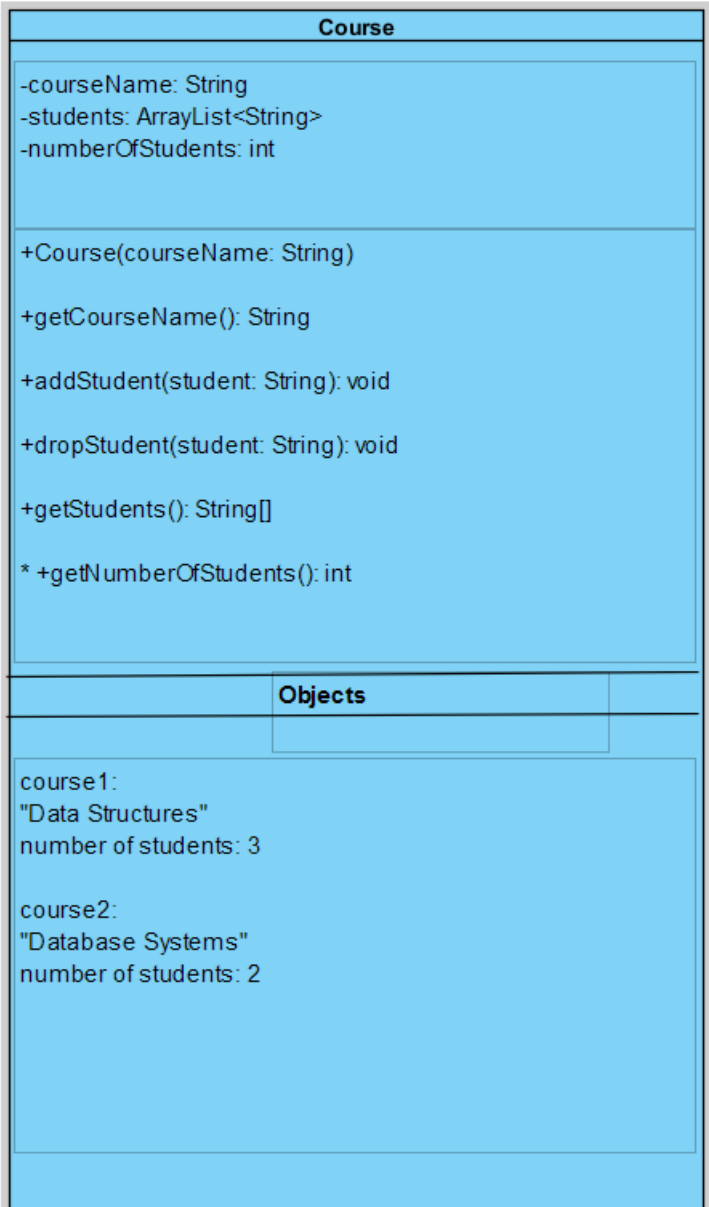 Course
-courseName: String
-students: ArrayList<String>
-numberOfStudents: int
+Course(courseName: String)
+getCourseName(): String
+addStudent(student: String): void
+dropStudent(student: String): void
+getStudents(): String[]
* +getNumberOfStudents(): int
Objects
course1:
"Data Structures"
number of students: 3
course2:
"Database Systems"
number of students: 2